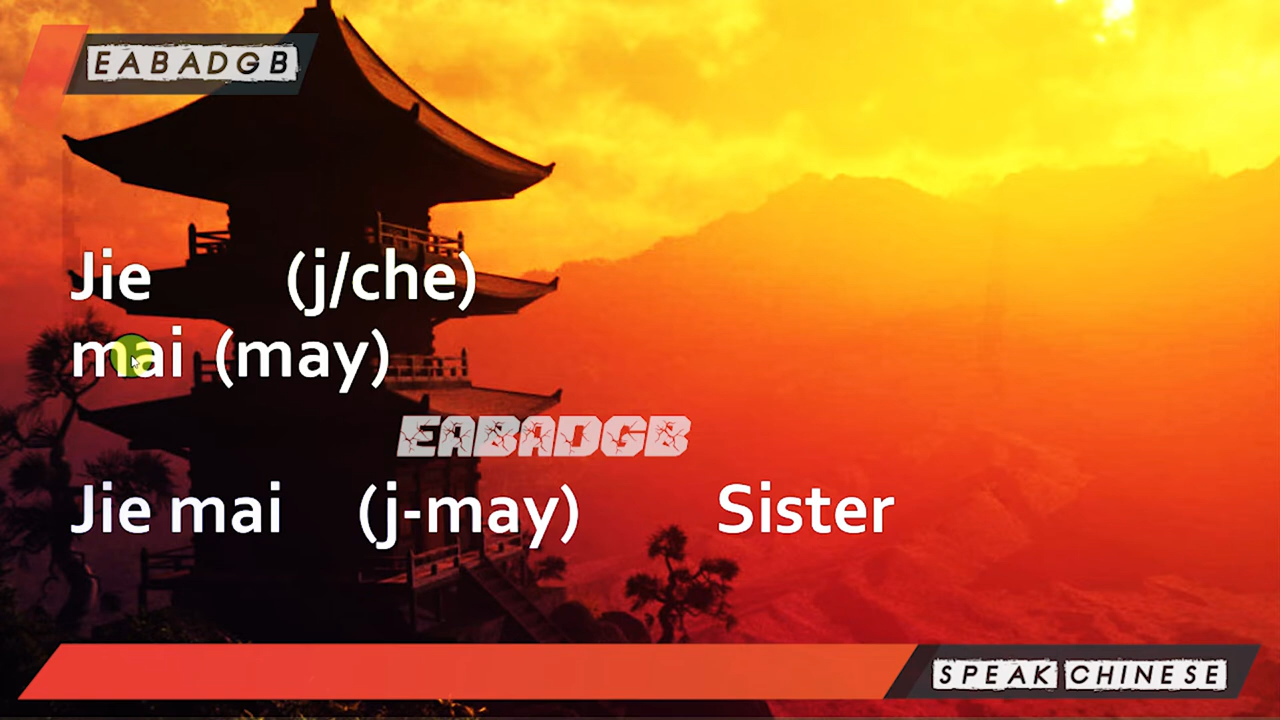 EABADGB
Jie (j/che)
mai (may)
EABADGB
Jie mai (j-may) Sister
SPEAK CHINESE